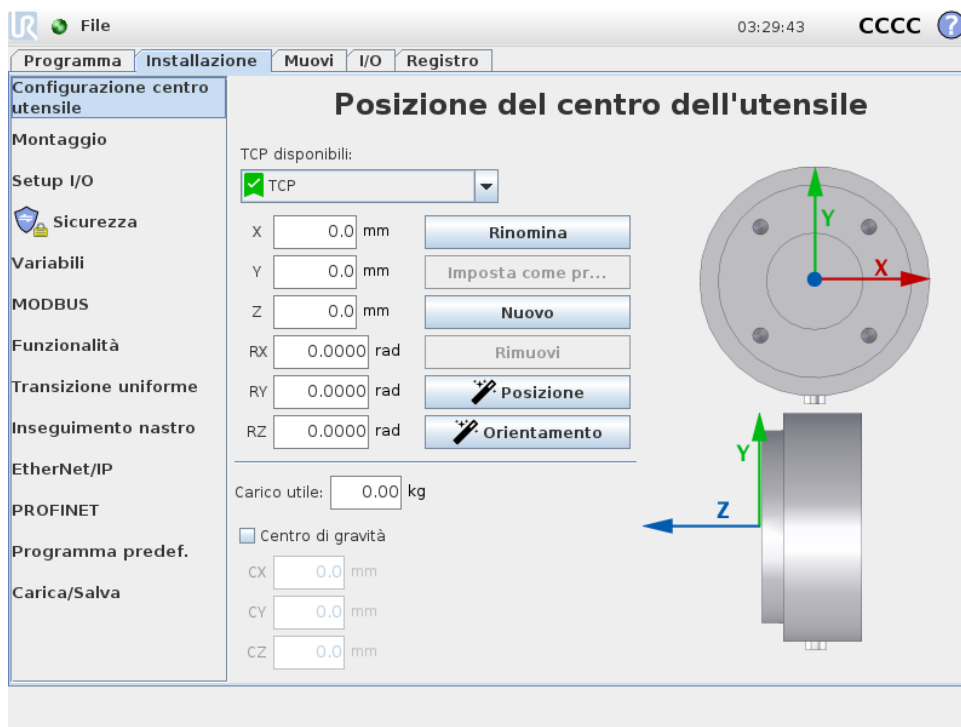 UR File 03:29:43 CCCC ?
Programma Installazione Muovi I/O Registro
Configurazione centro
utensile
Montaggio
Setup I/O
Sicurezza
Variabili
MODBUS
Funzionalità
Transizione uniforme
Inseguimento nastro
EtherNet/IP
PROFINET
Programma predef.
Carica/Salva
Posizione del centro dell'utensile
TCP disponibili:
TCP
X 0.0 mm Rinomina
Y 0.0 mm Imposta come pr...
Z 0.0 mm Nuovo
RX 0.0000 rad Rimuovi
RY 0.0000 rad Posizione
RZ 0.0000 rad Orientamento
Carico utile: 0.00 kg
Centro di gravità
CX 0.0 mm
CY 0.0 mm
CZ 0.0 mm
Y
X
Y
Z